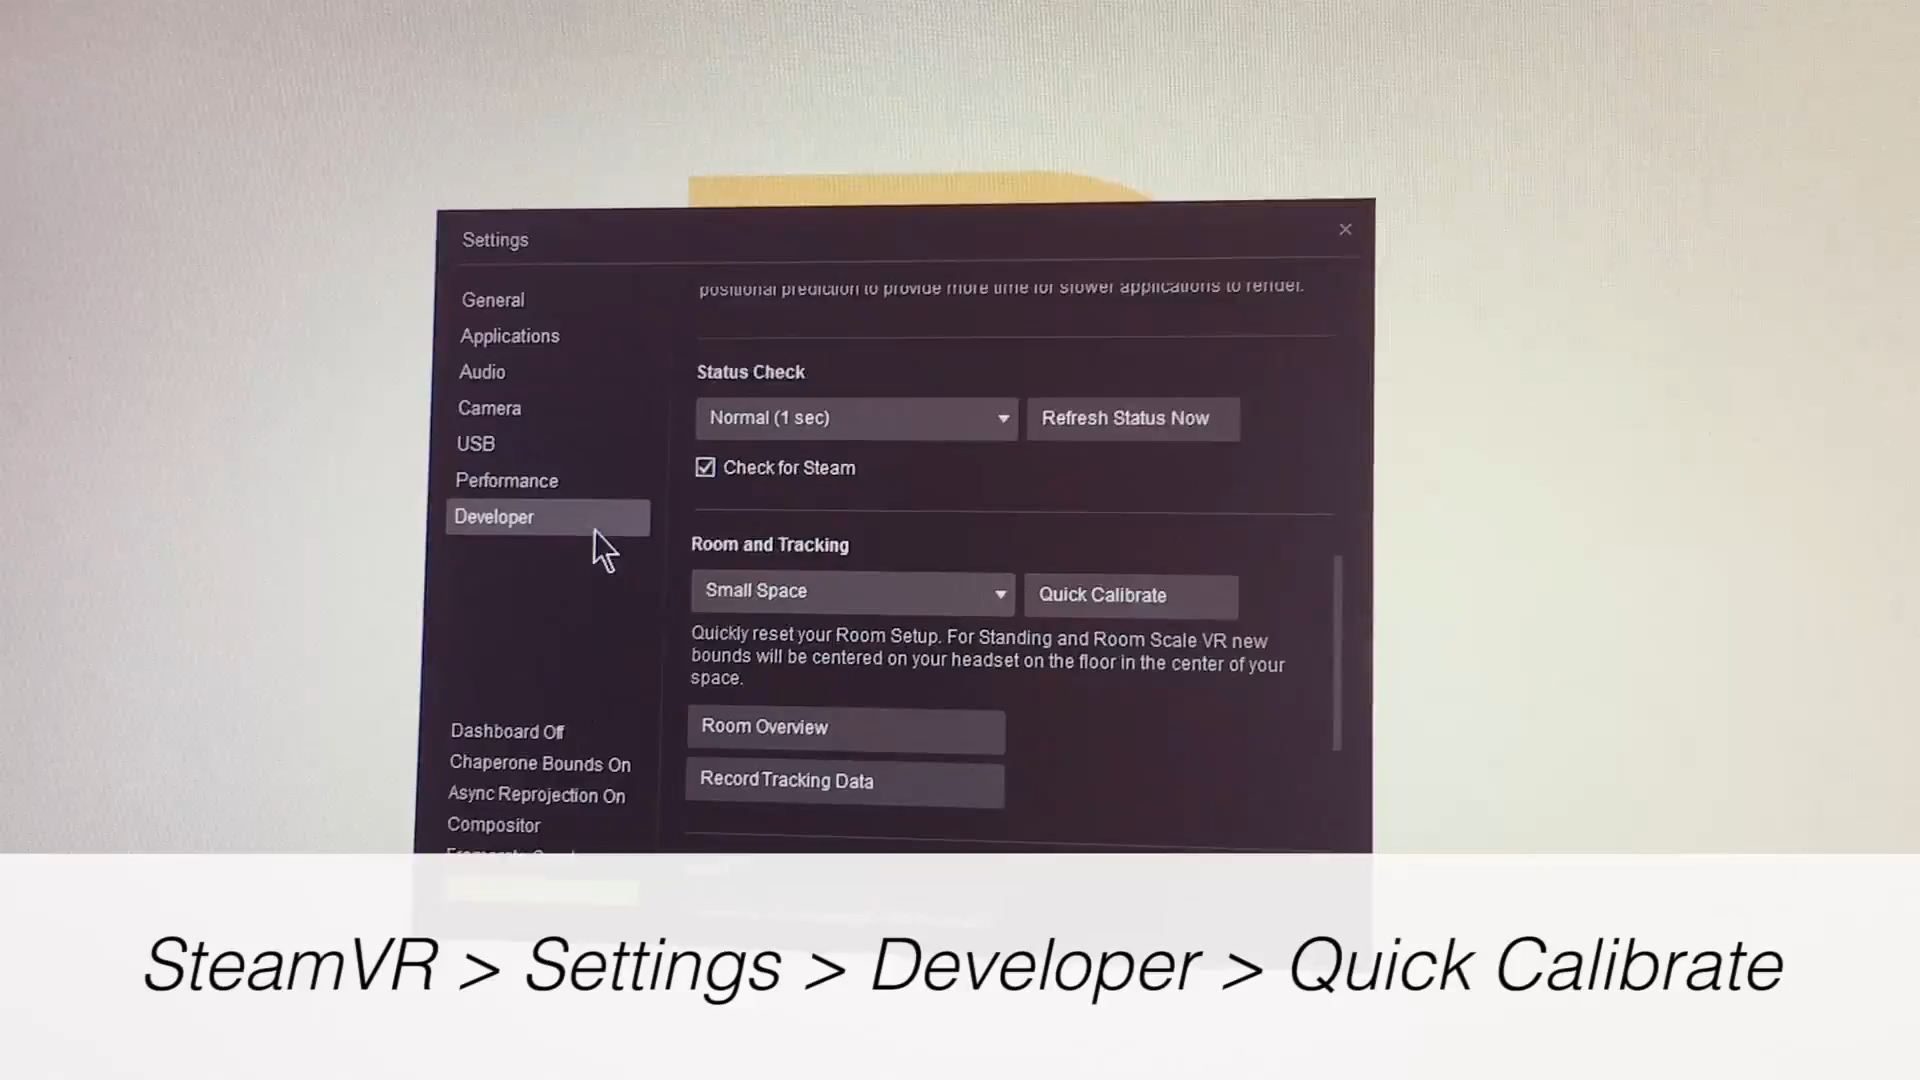 Settings
positional prediction to provide more time for slower applications to render.
General
Applications
Audio
Camera
USB
Performance
Developer
Status Check
Normal (1 sec)
Refresh Status Now
Check for Steam
Room and Tracking
Small Space
Quick Calibrate
Quickly reset your Room Setup. For Standing and Room Scale VR new
bounds will be centered on your headset on the floor in the center of your
space.
Room Overview
Record Tracking Data
Dashboard Off
Chaperone Bounds On
Async Reprojection On
Compositor
SteamVR > Settings > Developer > Quick Calibrate